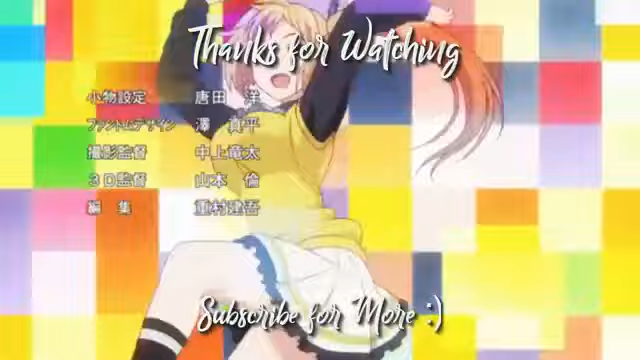 Thanks for Watching
小物設定 唐田 洋
ファントムデザイン 澤 真平
撮影監督 中上竜太
３Ｄ監督 山本 倫
編 集 重村建吾
Subscribe for More :)